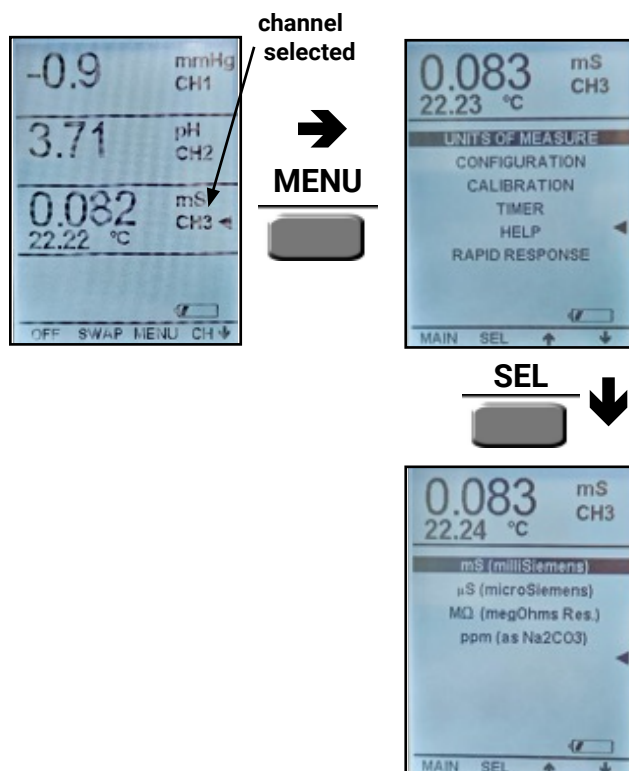 channel
selected
-0.9 mmHg
CH1
3.71 pH
CH2
0.082 mS
CH3
22.22 °C
OFF SWAP MENU CH
MENU
0.083 mS
CH3
22.23 °C
UNITS OF MEASURE
CONFIGURATION
CALIBRATION
TIMER
HELP
RAPID RESPONSE
MAIN SEL
SEL
0.083 mS
CH3
22.24 °C
mS (milliSiemens)
µS (microSiemens)
MΩ (megOhms Res.)
ppm (as Na2CO3)
MAIN SEL